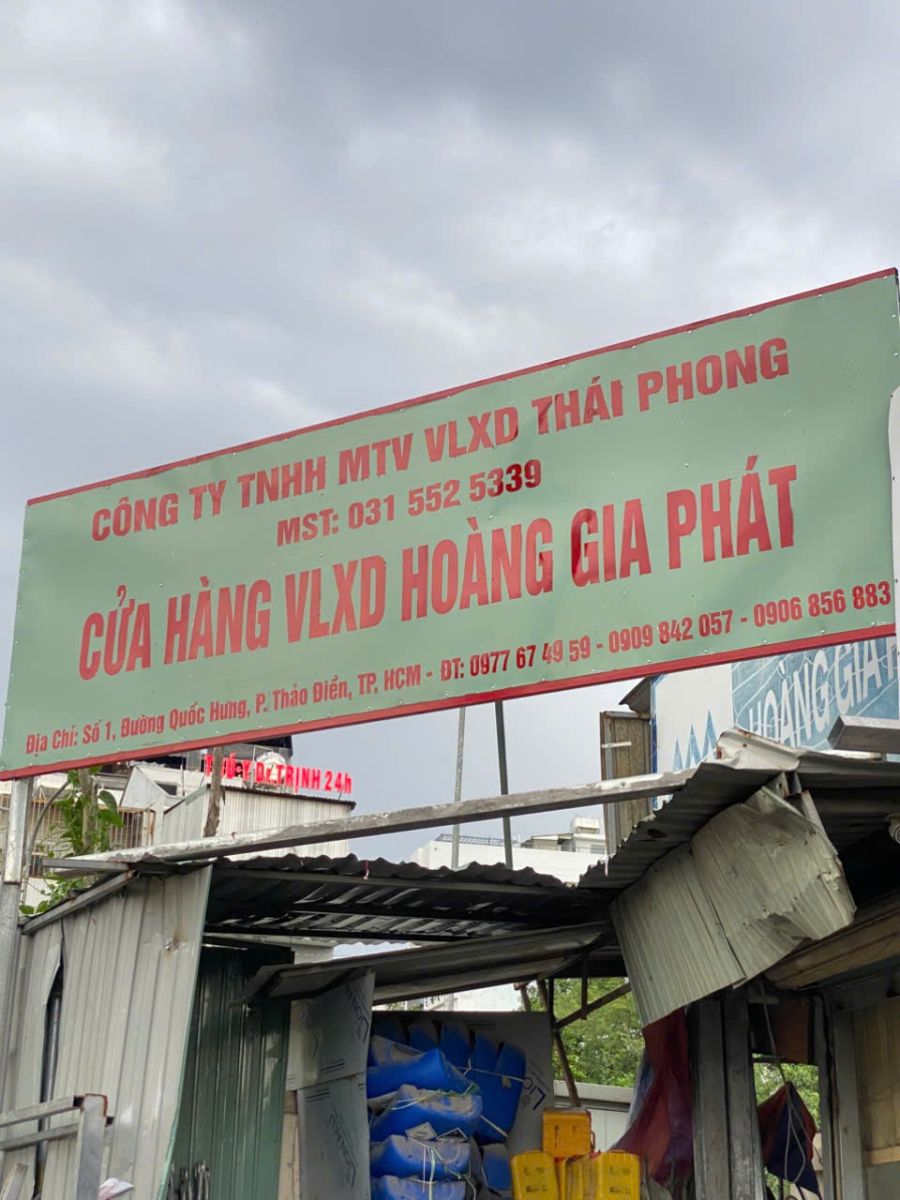 CÔNG TY TNHH MTV VLXD THÁI PHONG
MST: 031 552 5339
CỬA HÀNG VLXD HOÀNG GIA PHÁT
Địa Chỉ: Số 1, Đường Quốc Hưng, P. Thảo Điền, TP. HCM - ĐT: 0977 67 49 59 - 0909 842 057 - 0906 856 883
HOÀNG GIA
TRỊNH 24h